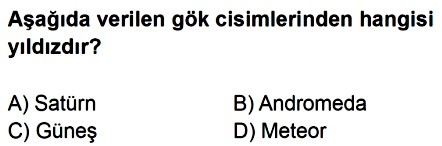 Aşağıda verilen gök cisimlerinden hangisi
yıldızdır?
A) Satürn B) Andromeda
C) Güneş D) Meteor